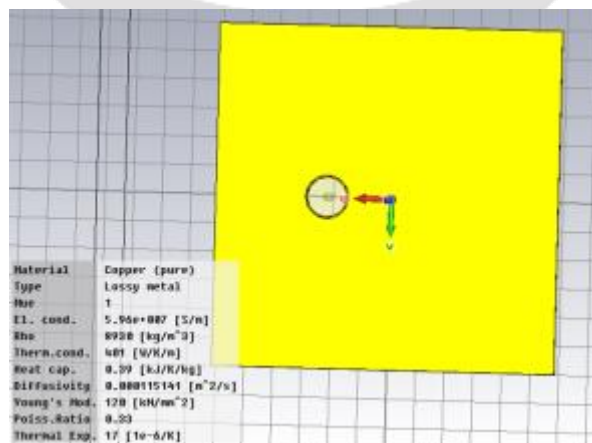 Material Copper (pure)
Type Lossy metal
Mue 1
El. cond. 5.96e+007 [S/m]
Rho 8930 [kg/m^3]
Therm.cond. 401 [W/K/m]
Heat cap. 0.39 [kJ/K/kg]
Diffusivity 0.000115141 [m^2/s]
Young's Mod. 120 [kN/mm^2]
Poiss.Ratio 0.33
Thermal Exp. 17 [1e-6/K]